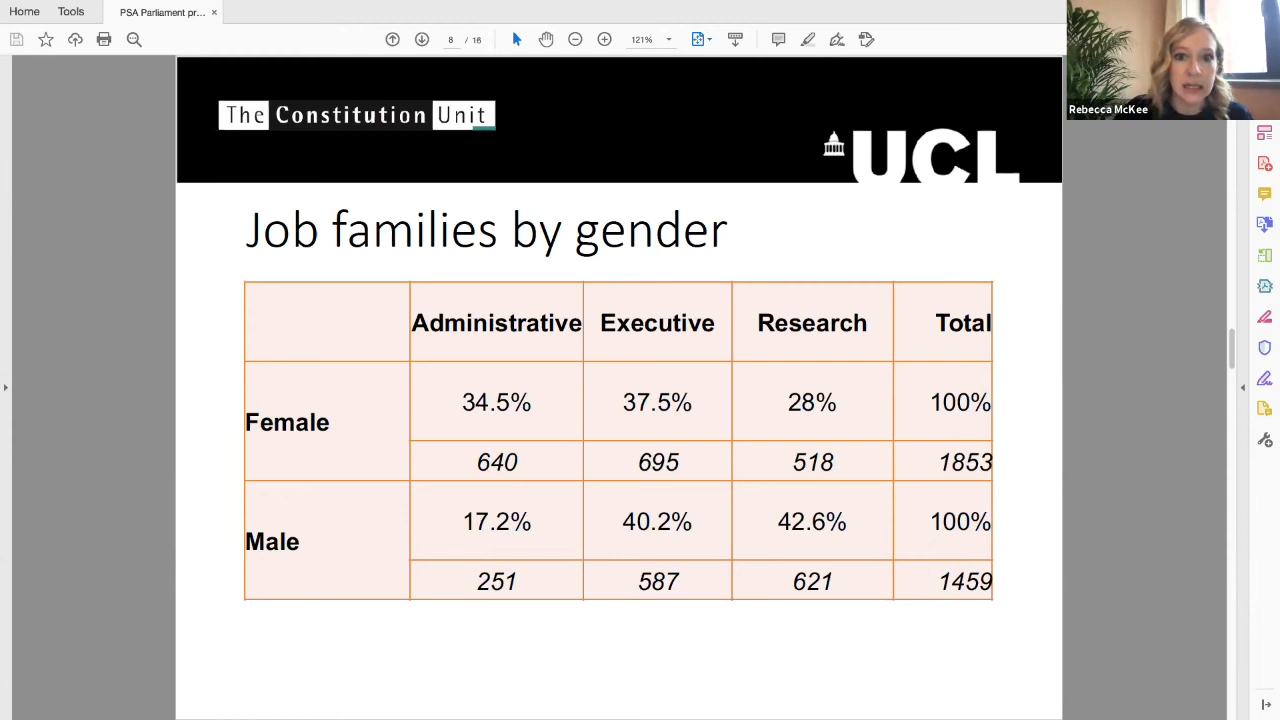 Home Tools PSA Parliament pr... ×
8 / 16 121%
Rebecca McKee
The Constitution Unit
UCL
Job families by gender
Administrative Executive Research Total
Female 34.5% 37.5% 28% 100%
640 695 518 1853
Male 17.2% 40.2% 42.6% 100%
251 587 621 1459